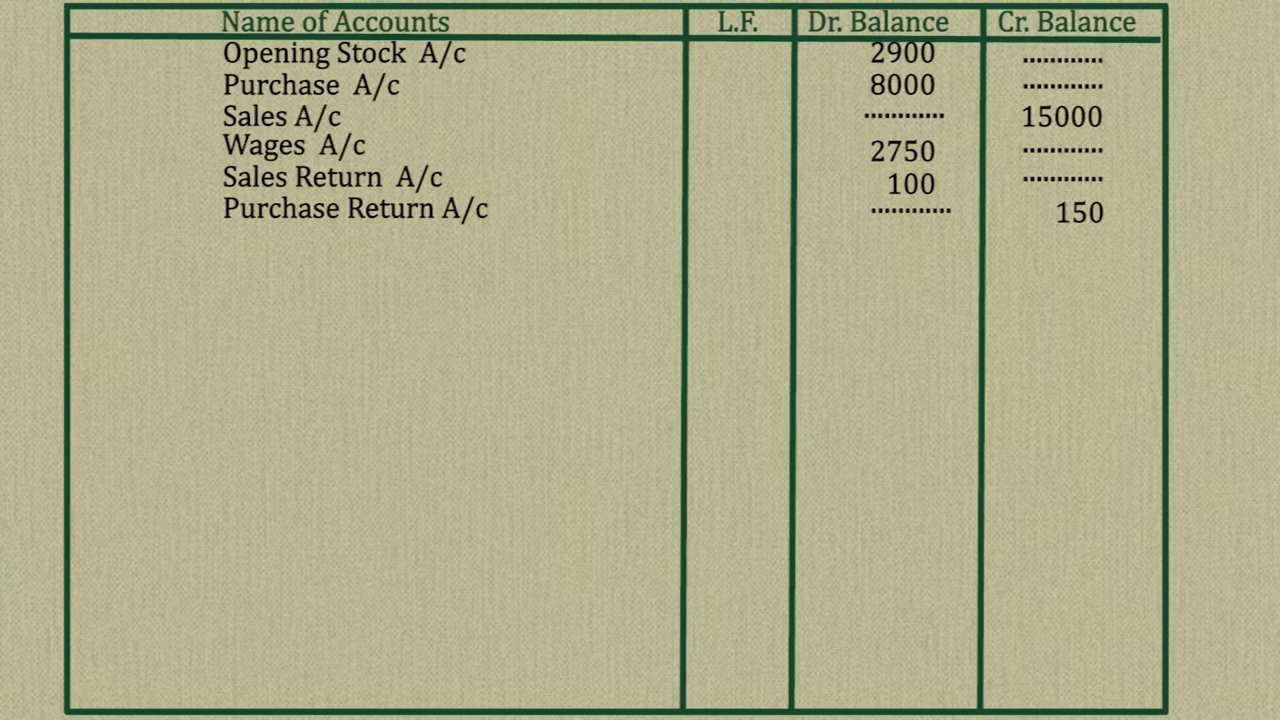 Name of Accounts L.F. Dr. Balance Cr. Balance
Opening Stock A/c 2900 ............
Purchase A/c 8000 ............
Sales A/c ............ 15000
Wages A/c 2750 ............
Sales Return A/c 100 ............
Purchase Return A/c ............ 150